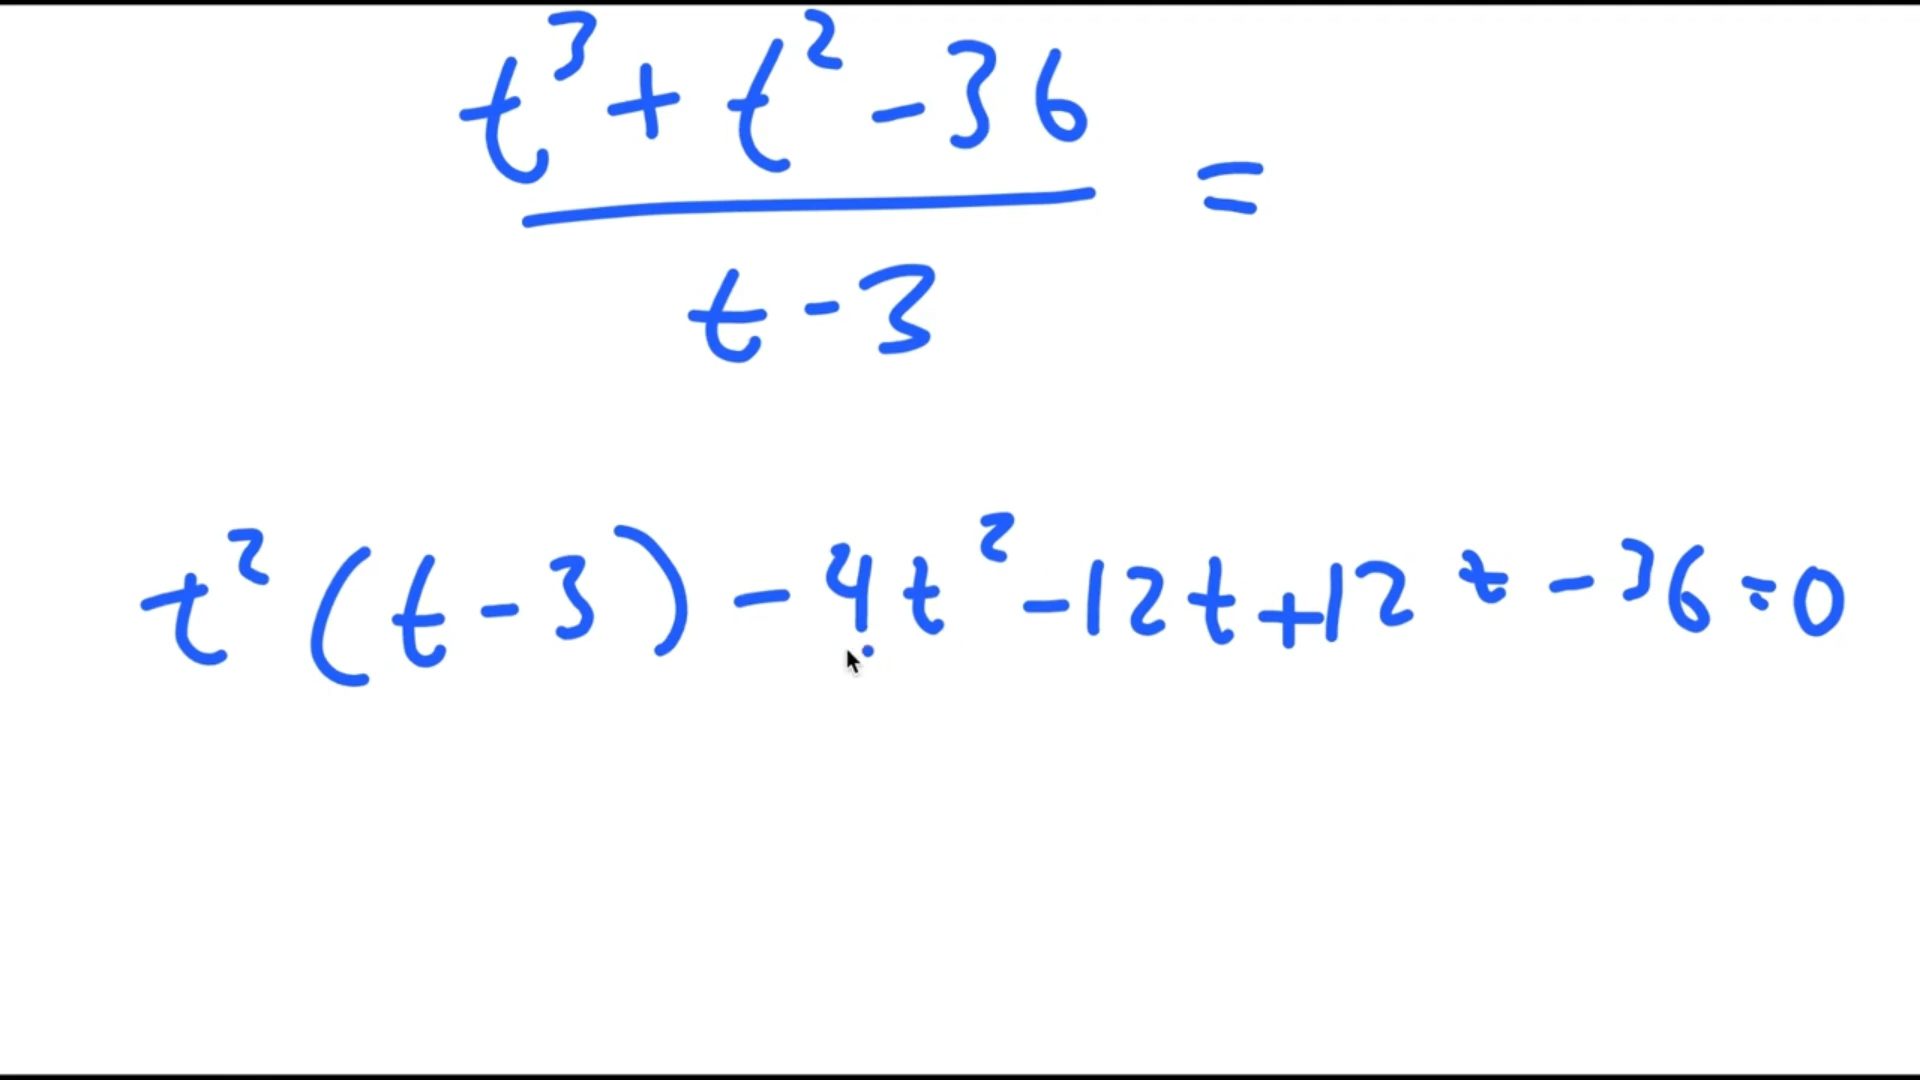 t³ + t² - 36
=
t - 3
t² (t - 3) - 4t² - 12t + 12t - 36 = 0